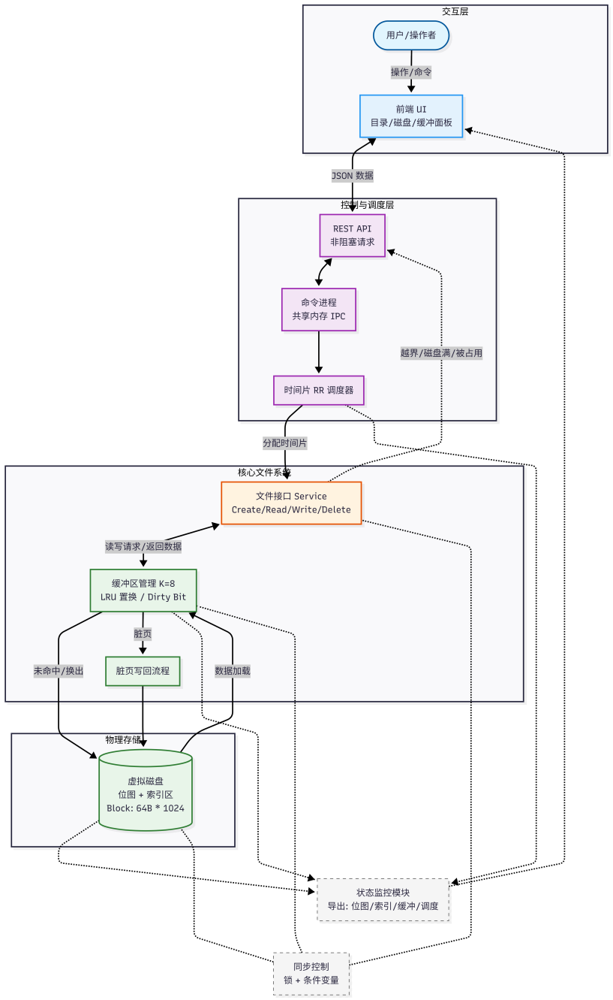 交互层
用户/操作者
操作/命令
前端 UI
目录/磁盘/缓冲面板
JSON 数据
控制与调度层
REST API
非阻塞请求
命令进程
共享内存 IPC
越界/磁盘满/被占用
时间片 RR 调度器
分配时间片
核心文件系统
文件接口 Service
Create/Read/Write/Delete
读写请求/返回数据
缓冲区管理 K=8
LRU 置换 / Dirty Bit
脏页
未命中/换出
脏页写回流程
数据加载
物理存储
虚拟磁盘
位图 + 索引区
Block: 64B * 1024
状态监控模块
导出: 位图/索引/缓冲/调度
同步控制
锁 + 条件变量